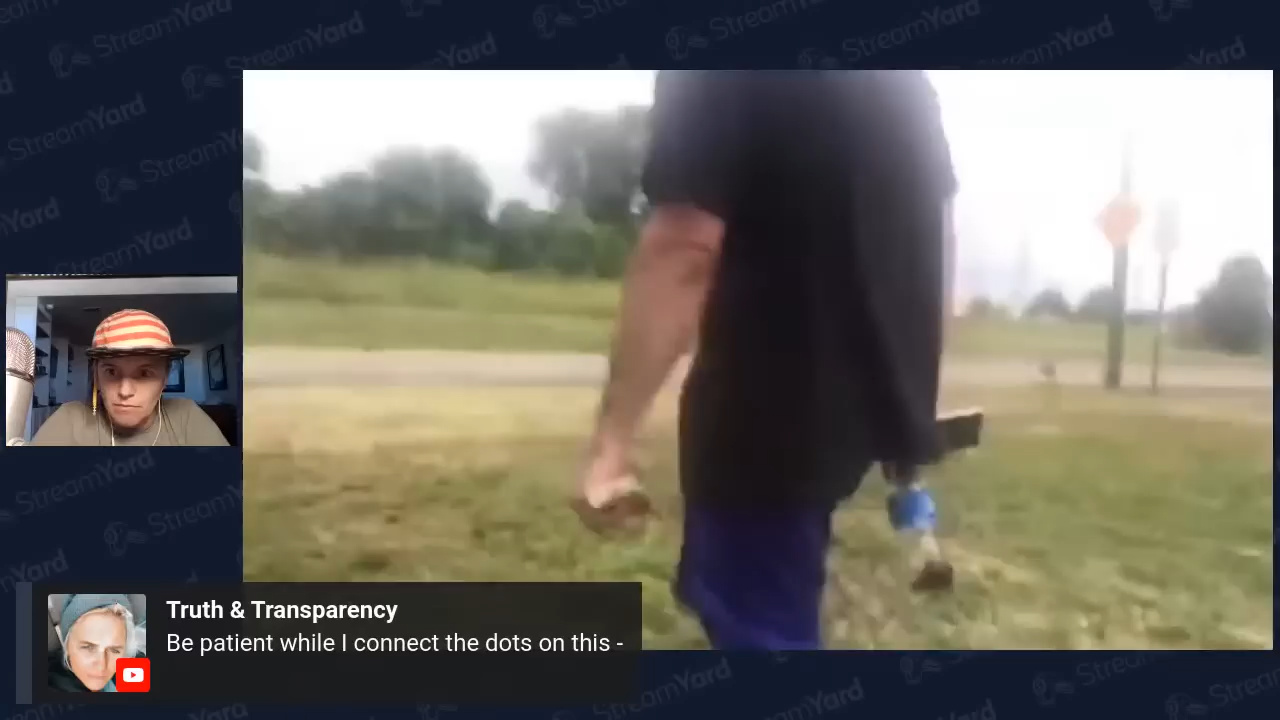 StreamYard
Truth & Transparency
Be patient while I connect the dots on this -